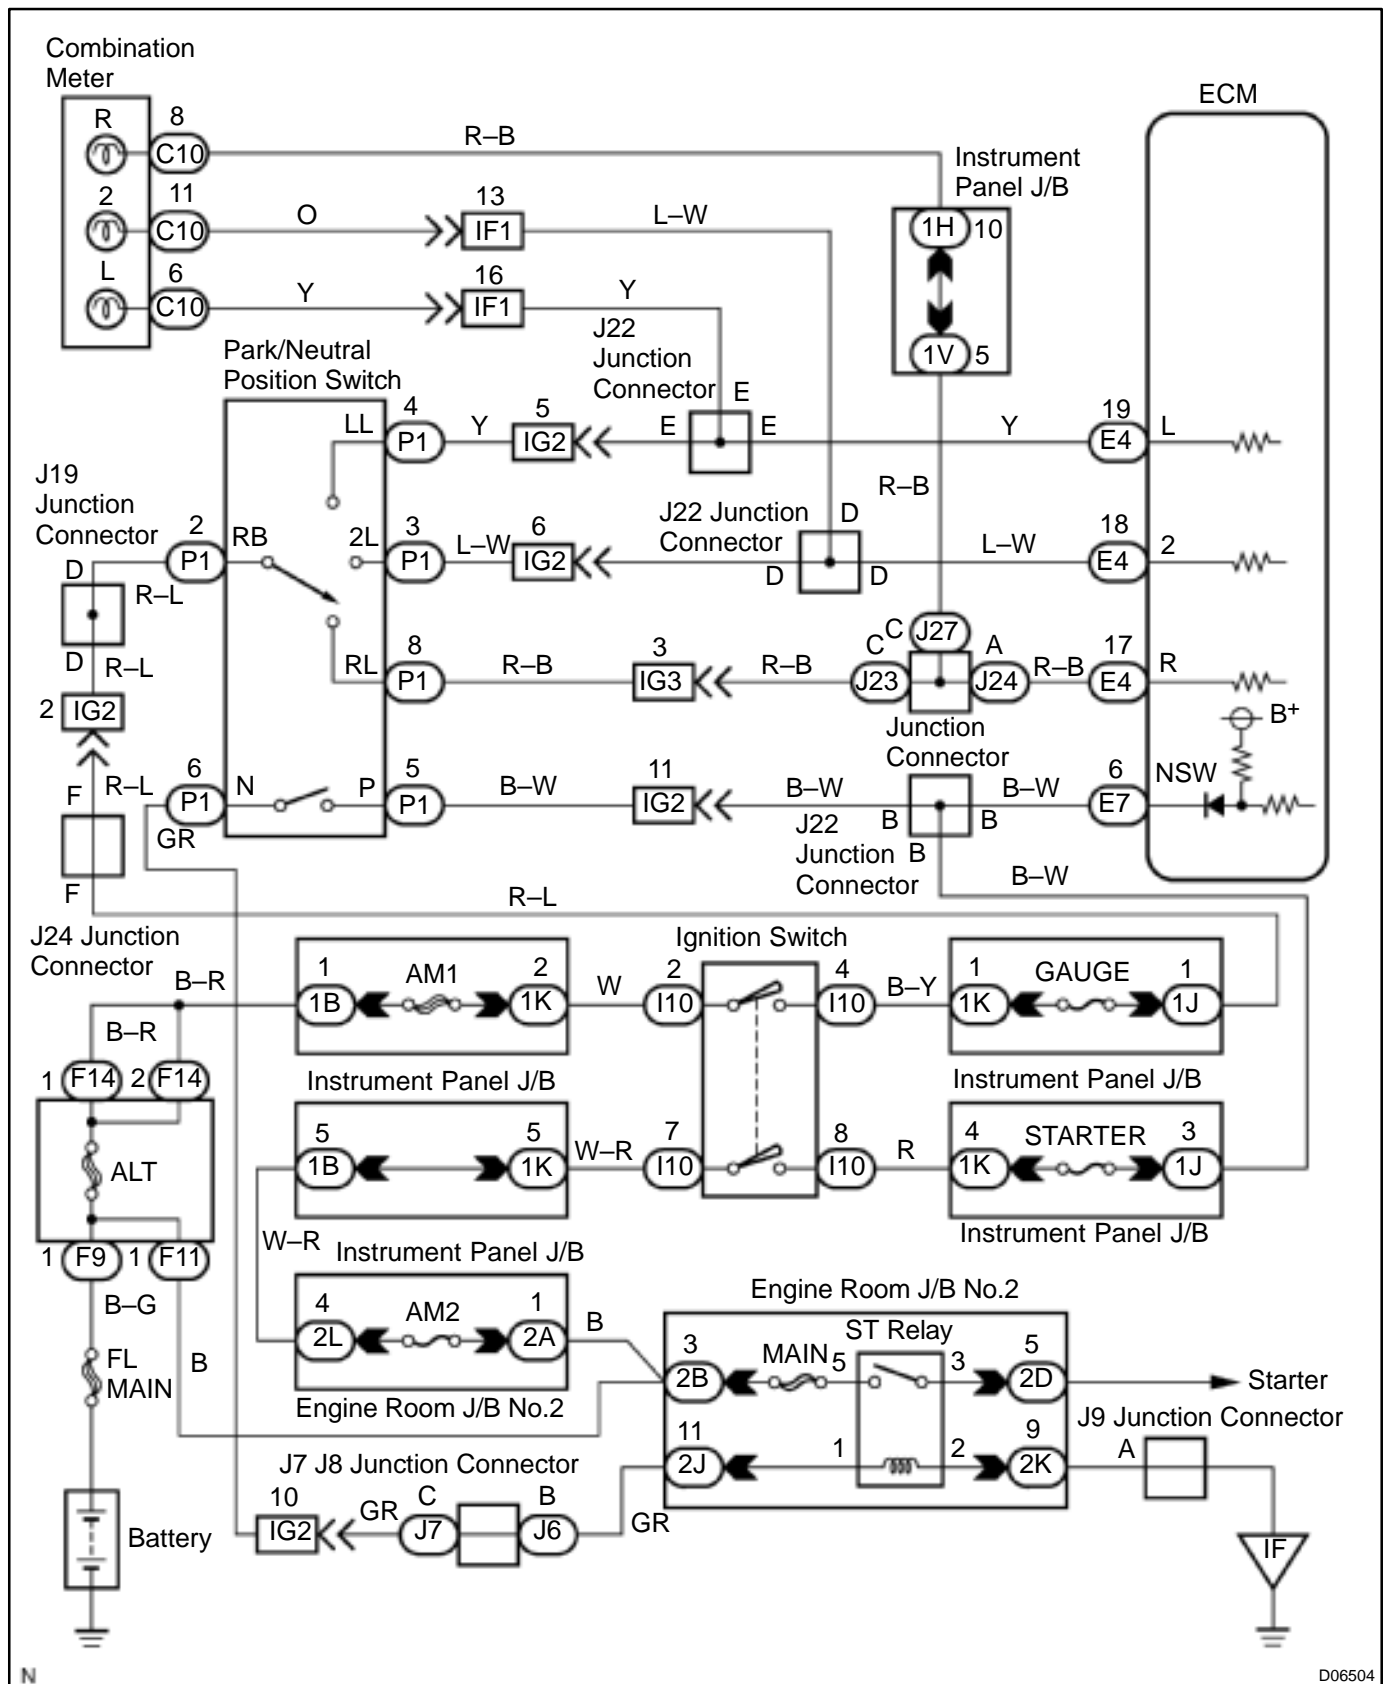 Combination
Meter
ECM
R
8
C10
R–B
Instrument
Panel J/B
2
11
C10
O
13
IF1
L–W
1H
10
L
6
C10
Y
16
IF1
Y
J22
Junction
Connector
1V
5
Park/Neutral
Position Switch
LL
4
P1
Y
5
IG2
E
E
E
Y
19
E4
L
R–B
J19
Junction
Connector
2
P1
RB
2L
3
P1
L–W
6
IG2
J22 Junction
Connector
D
D
D
L–W
18
E4
2
D
R–L
D
R–L
2
IG2
RL
8
P1
R–B
3
IG3
R–B
C
J23
C
J27
A
J24
R–B
17
E4
R
Junction
Connector
B+
R–L
F
F
6
P1
N
P
5
P1
B–W
11
IG2
B–W
B
B
B
B–W
6
E7
NSW
GR
J22
Junction
Connector
B–W
R–L
J24 Junction
Connector
B–R
B–R
1
1B
AM1
2
1K
W
2
I10
Ignition Switch
4
I10
B–Y
1
1K
GAUGE
1
1J
1
F14
2
F14
Instrument Panel J/B
Instrument Panel J/B
ALT
5
1B
5
1K
W–R
7
I10
8
I10
R
4
1K
STARTER
3
1J
1
F9
1
F11
W–R
Instrument Panel J/B
Instrument Panel J/B
B–G
FL
MAIN
B
4
2L
AM2
1
2A
B
Engine Room J/B No.2
Engine Room J/B No.2
ST Relay
3
2B
MAIN
5
3
5
2D
Starter
J9 Junction Connector
11
2J
1
2
9
2K
A
J7 J8 Junction Connector
10
IG2
GR
C
J7
B
J6
GR
Battery
IF
N
D06504